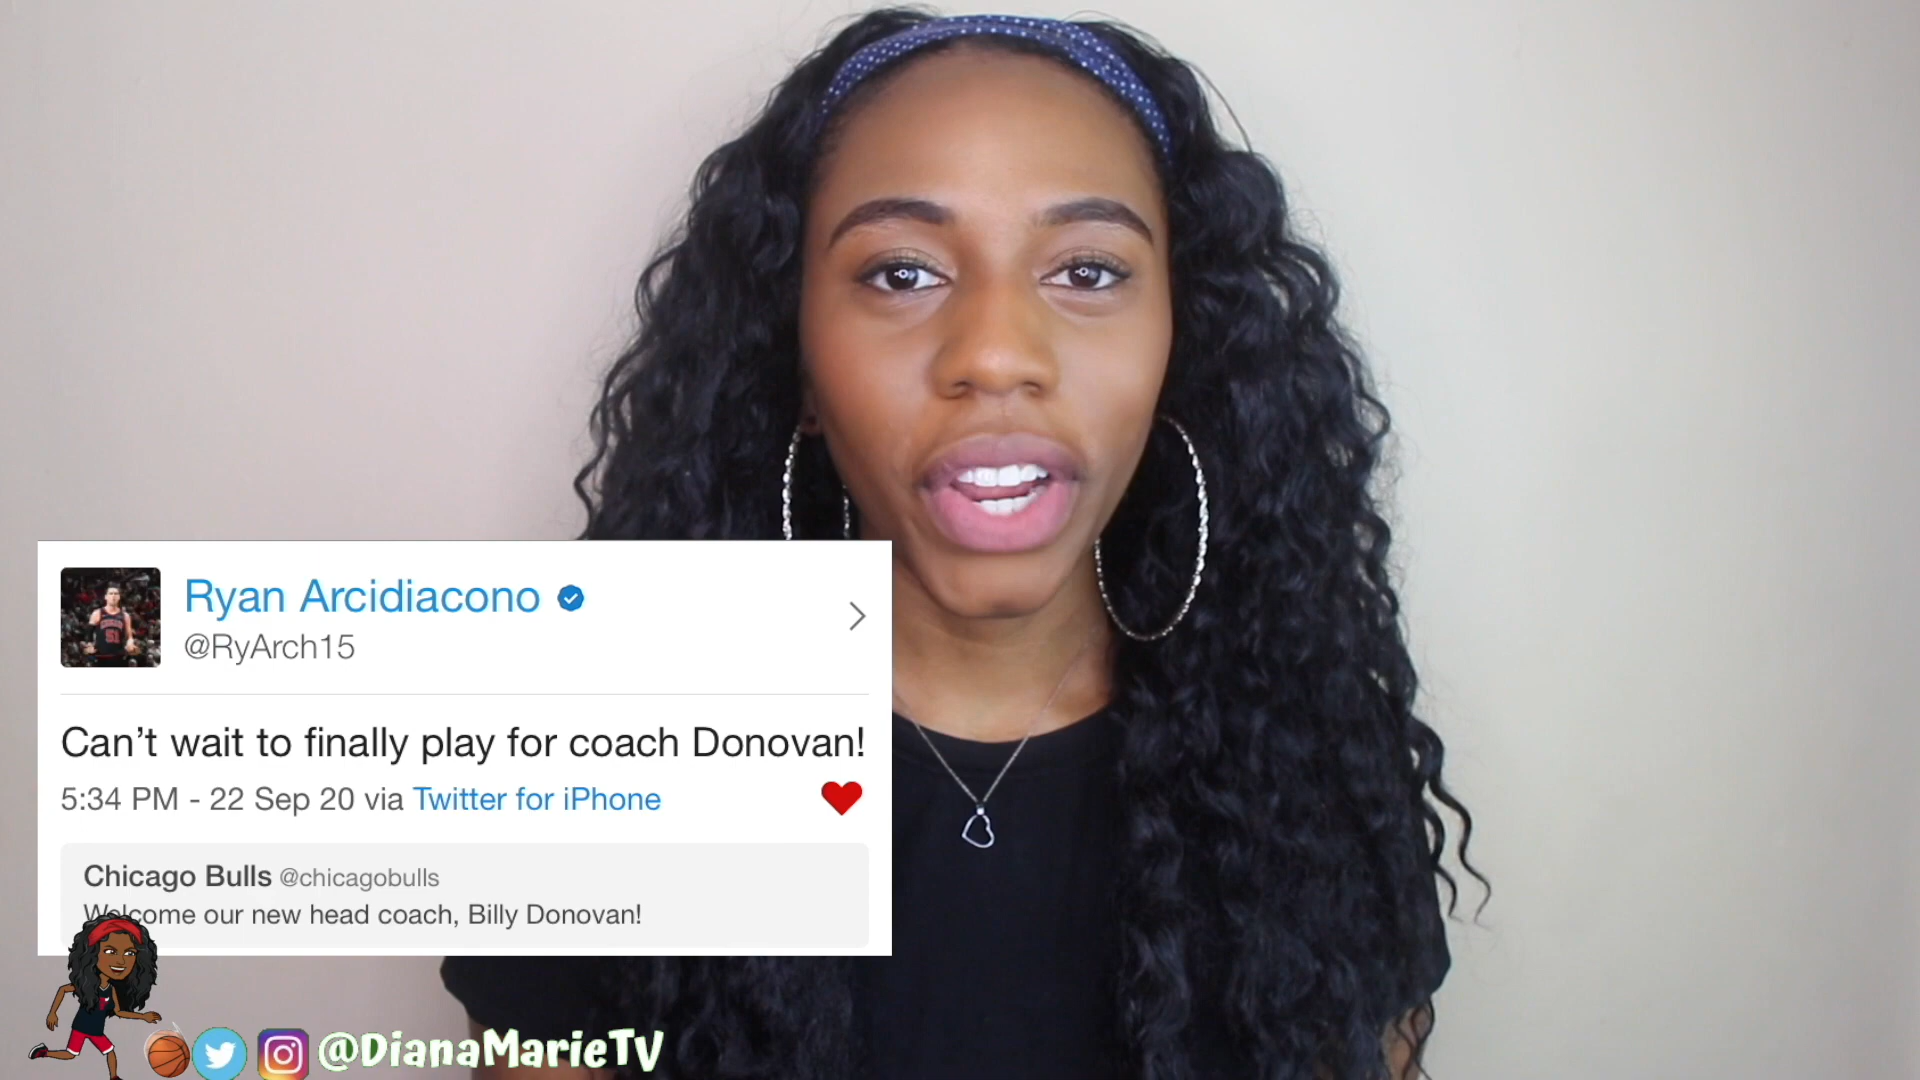 Ryan Arcidiacono
@RyArch15
Can’t wait to finally play for coach Donovan!
5:34 PM - 22 Sep 20 via Twitter for iPhone
Chicago Bulls @chicagobulls
Welcome our new head coach, Billy Donovan!
@DianaMarieTV
51